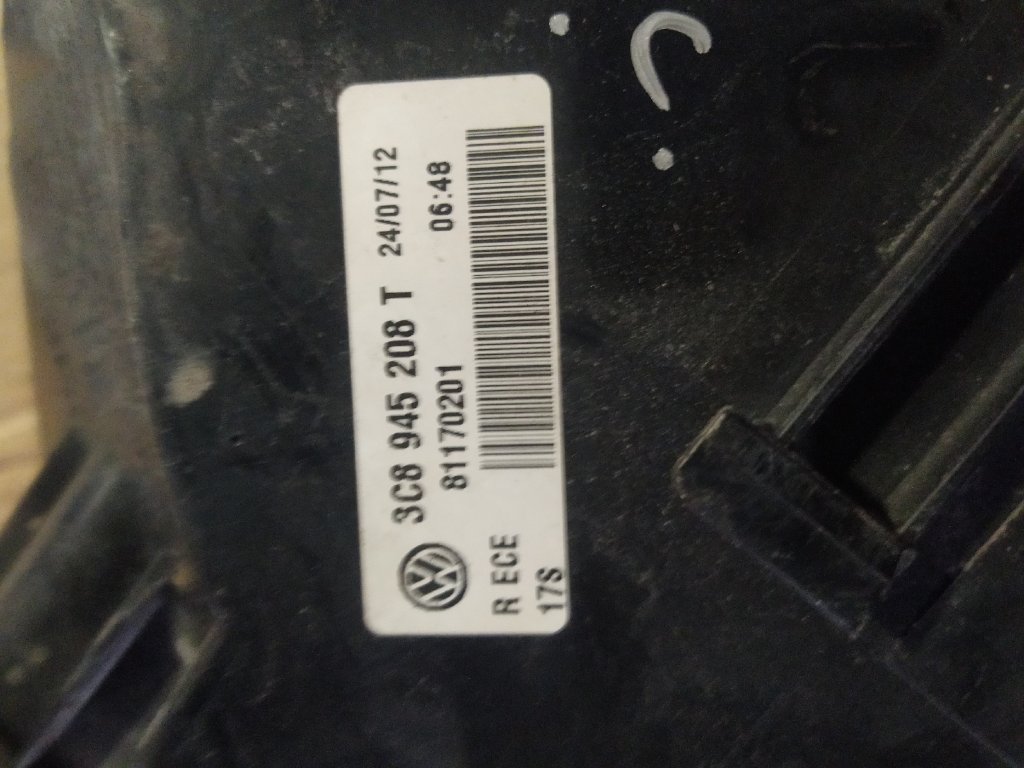 3C8 945 208 T 24/07/12
81170201 06:48
R ECE
17S